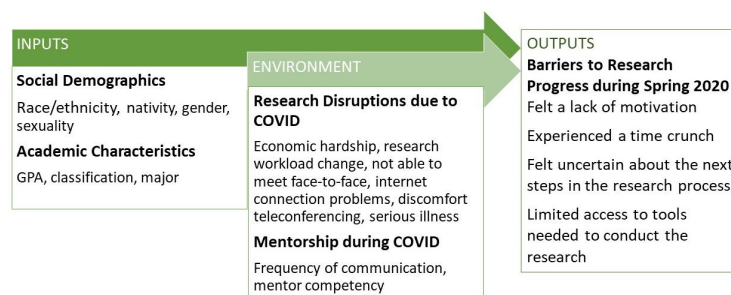 INPUTS
Social Demographics
Race/ethnicity, nativity, gender,
sexuality
Academic Characteristics
GPA, classification, major
ENVIRONMENT
Research Disruptions due to
COVID
Economic hardship, research
workload change, not able to
meet face-to-face, internet
connection problems, discomfort
teleconferencing, serious illness
Mentorship during COVID
Frequency of communication,
mentor competency
OUTPUTS
Barriers to Research
Progress during Spring 2020
Felt a lack of motivation
Experienced a time crunch
Felt uncertain about the next
steps in the research process
Limited access to tools
needed to conduct the
research